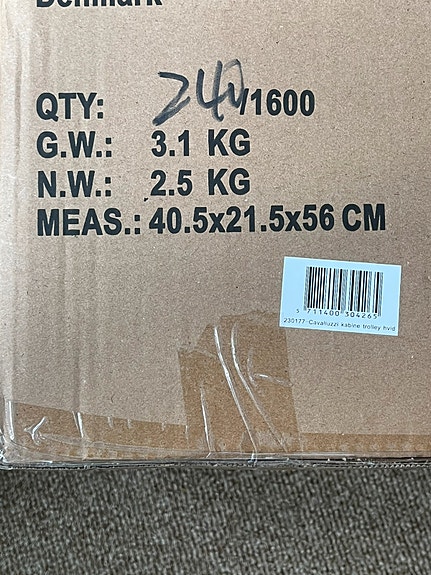 Denmark
QTY: 240/1600
G.W.: 3.1 KG
N.W.: 2.5 KG
MEAS.: 40.5x21.5x56 CM
5 711400 304265
230177-Cavalluzzi kabine trolley hvid